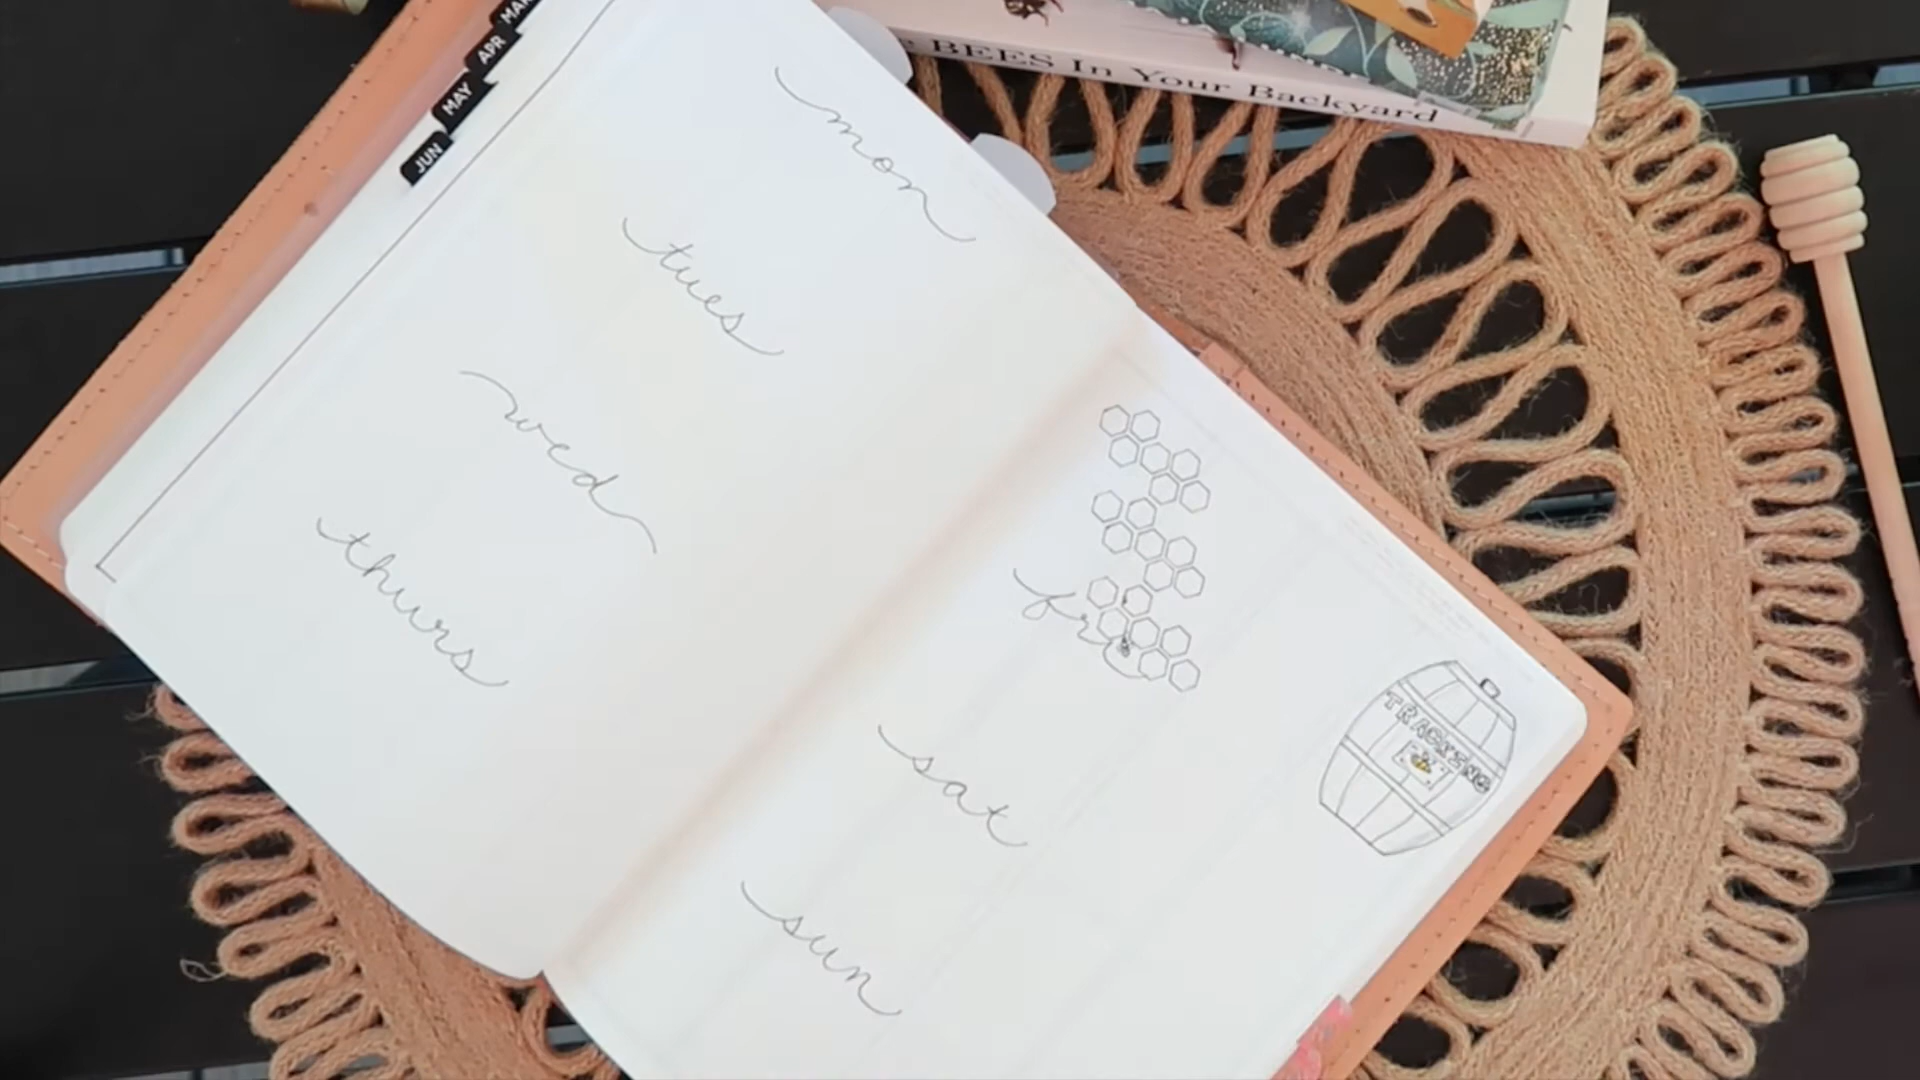 BEES In Your Backyard
MAR
APR
MAY
JUN
mon
tues
wed
thurs
fri
sat
sun
TRACKING